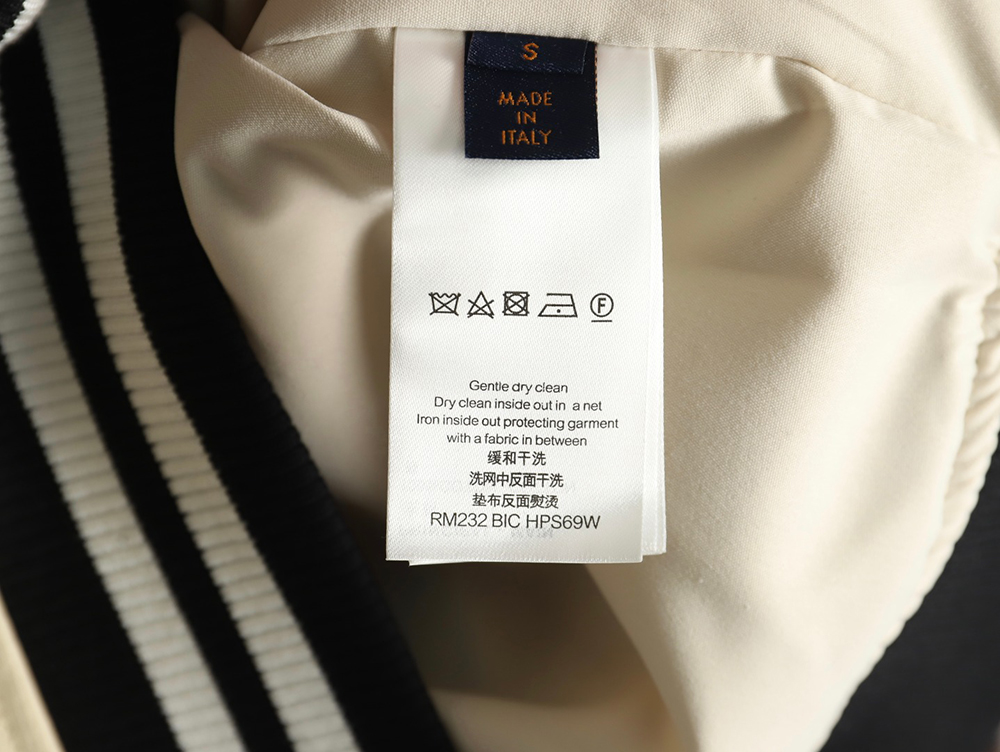 S
MADE
IN
ITALY
F
Gentle dry clean
Dry clean inside out in a net
Iron inside out protecting garment
with a fabric in between
缓和干洗
洗网中反面干洗
垫布反面熨烫
RM232 BIC HPS69W